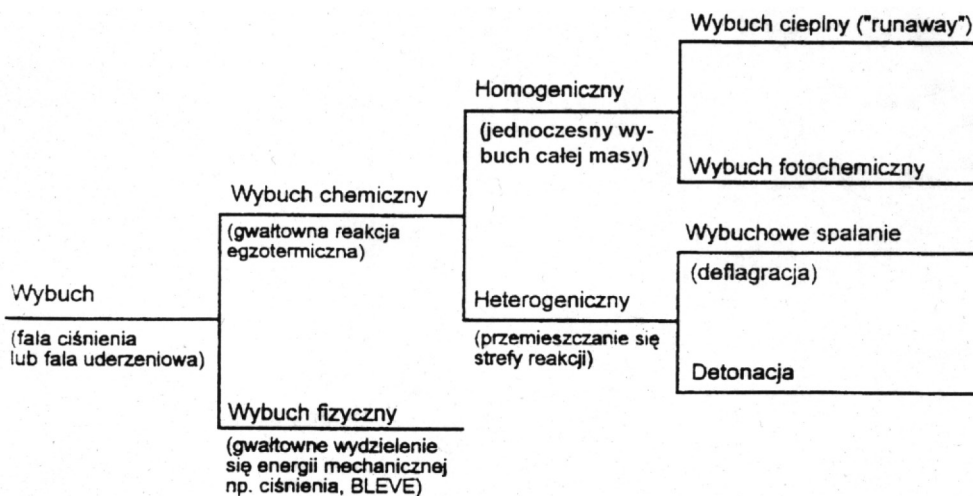 Wybuch cieplny ("runaway")
Homogeniczny
(jednoczesny wy-
buch całej masy)
Wybuch fotochemiczny
Wybuch chemiczny
(gwałtowna reakcja
egzotermiczna)
Wybuchowe spalanie
(deflagracja)
Wybuch
(fala ciśnienia
lub fala uderzeniowa)
Heterogeniczny
(przemieszczanie się
strefy reakcji)
Detonacja
Wybuch fizyczny
(gwałtowne wydzielenie
się energii mechanicznej
np. ciśnienia, BLEVE)